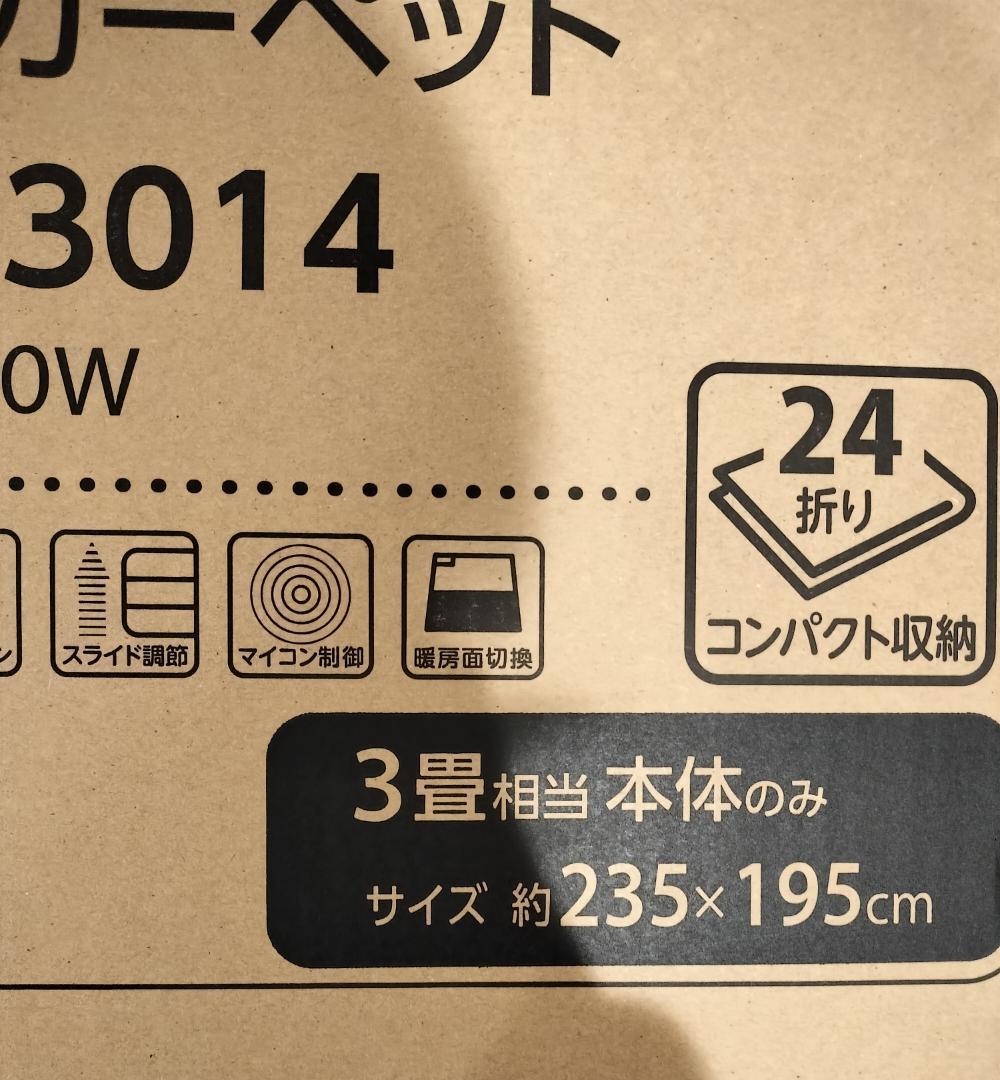 カーペット
3014
0W
24
折り
コンパクト収納
ン
スライド調節
マイコン制御
暖房面切換
3畳相当 本体のみ
サイズ 約235×195cm